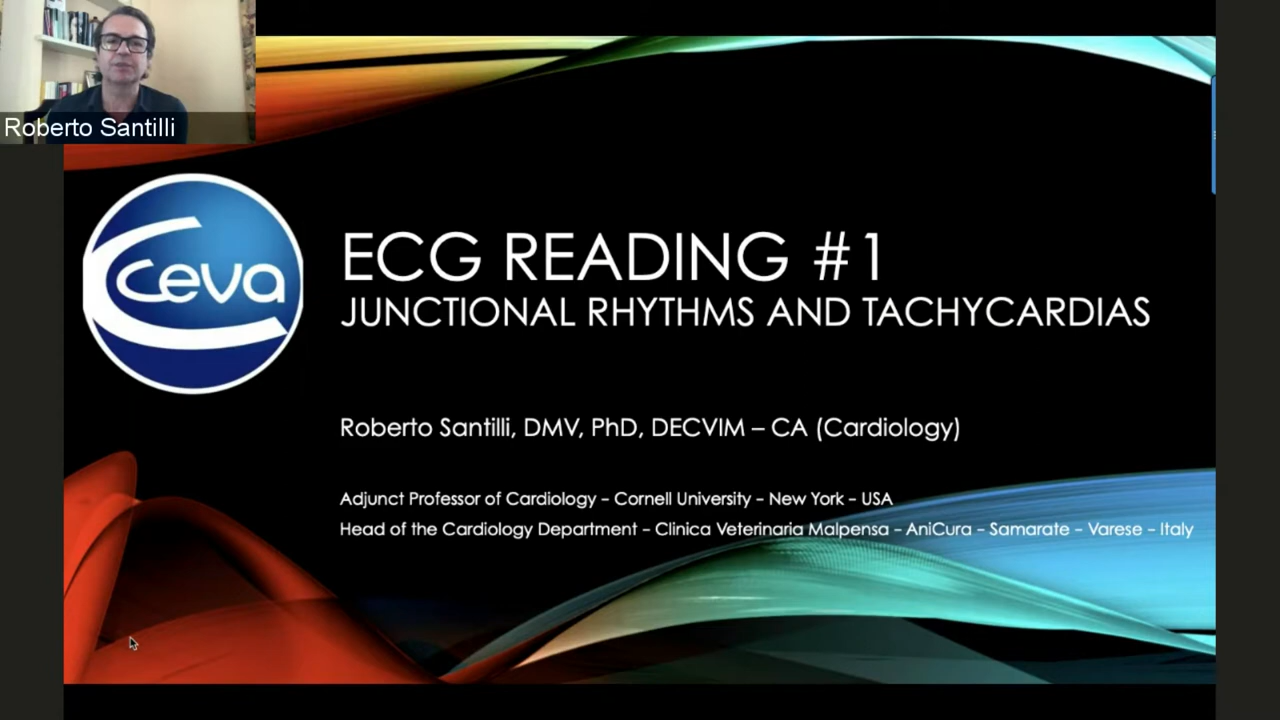 Roberto Santilli
Ceva
ECG READING #1
JUNCTIONAL RHYTHMS AND TACHYCARDIAS
Roberto Santilli, DMV, PhD, DECVIM – CA (Cardiology)
Adjunct Professor of Cardiology – Cornell University – New York – USA
Head of the Cardiology Department – Clinica Veterinaria Malpensa – AniCura – Samarate – Varese – Italy